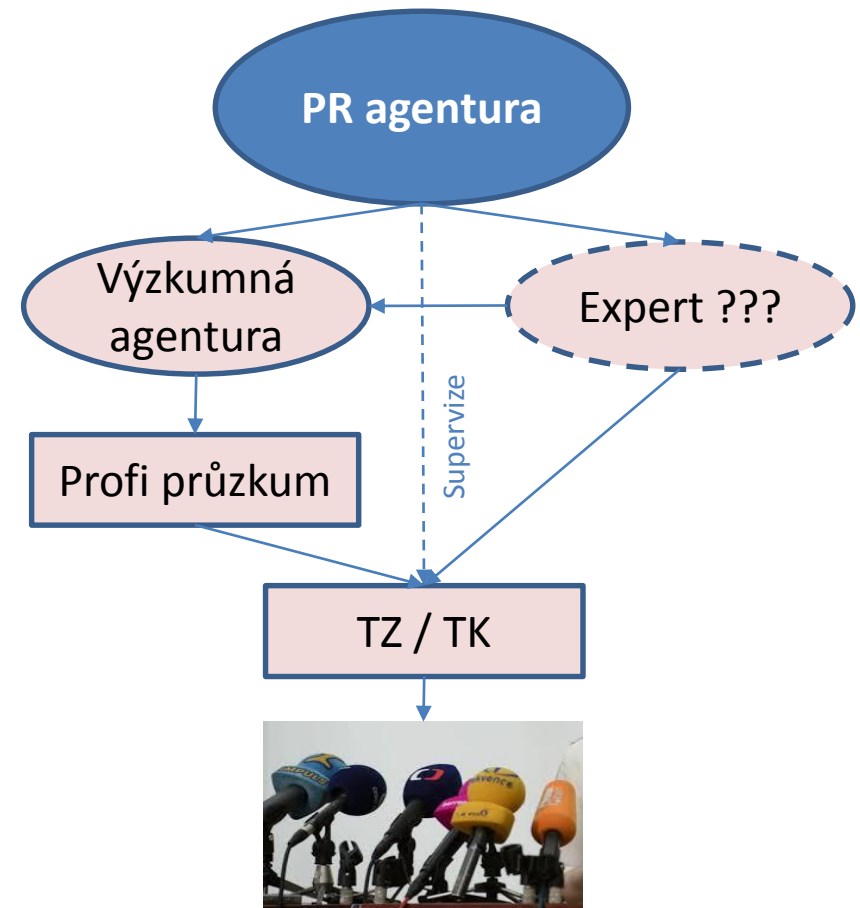 PR agentura
Výzkumná
agentura
Expert ???
Supervize
Profi průzkum
TZ / TK